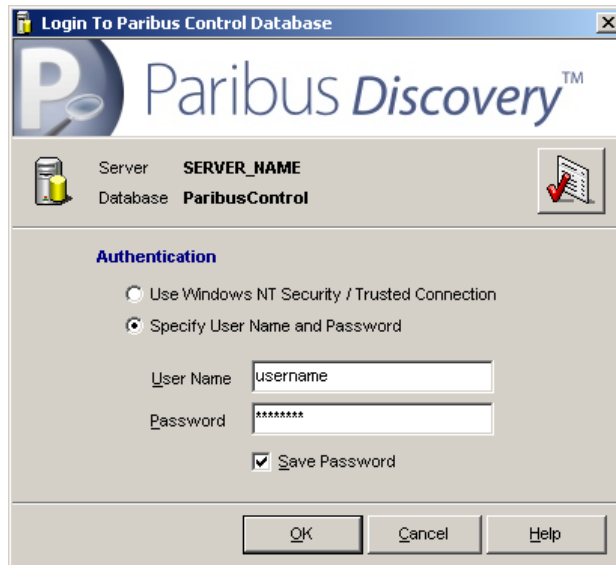 Login To Paribus Control Database
Paribus Discovery™
Server SERVER_NAME
Database ParibusControl
Authentication
Use Windows NT Security / Trusted Connection
Specify User Name and Password
User Name username
Password ********
Save Password
OK Cancel Help